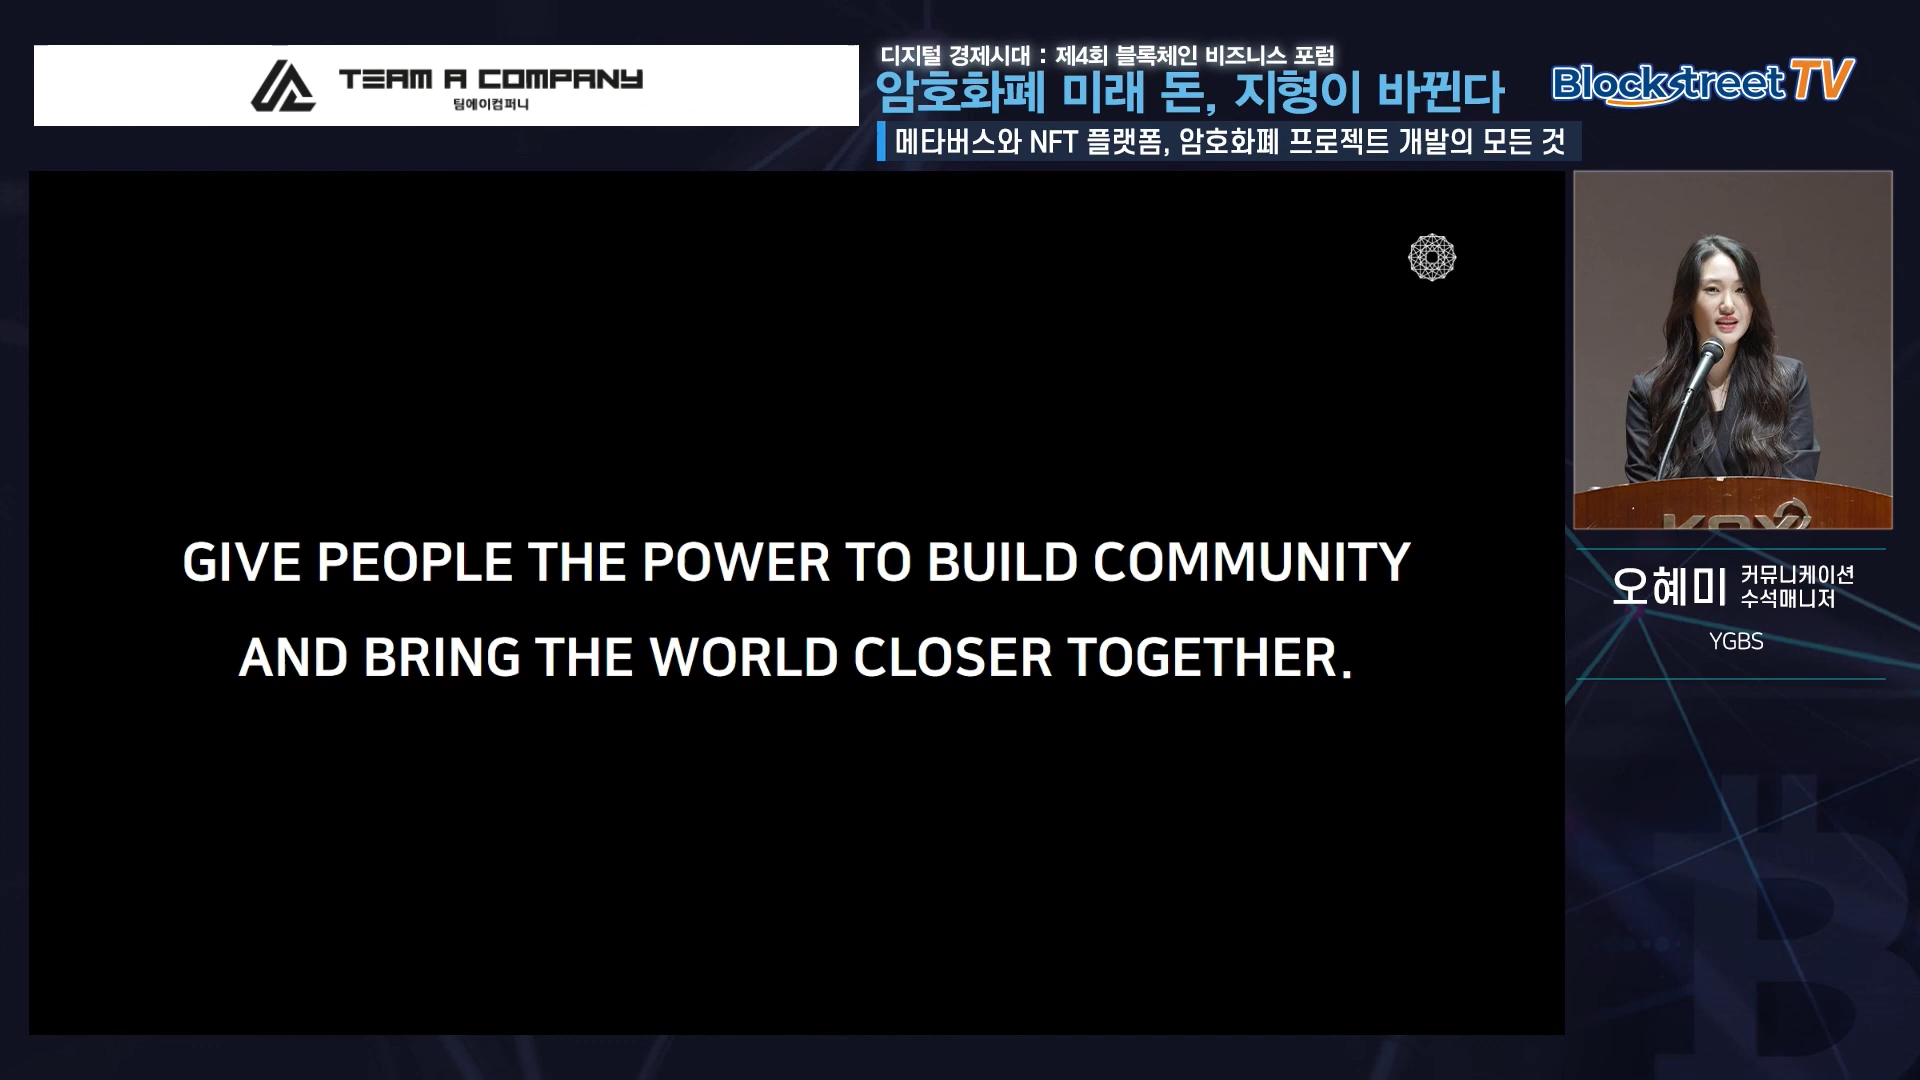 TEAM A COMPANY
팀에이컴퍼니
디지털 경제시대 : 제4회 블록체인 비즈니스 포럼
암호화폐 미래 돈, 지형이 바뀐다
메타버스와 NFT 플랫폼, 암호화폐 프로젝트 개발의 모든 것
Blockstreet TV
GIVE PEOPLE THE POWER TO BUILD COMMUNITY
AND BRING THE WORLD CLOSER TOGETHER.
오혜미 커뮤니케이션
수석매니저
YGBS